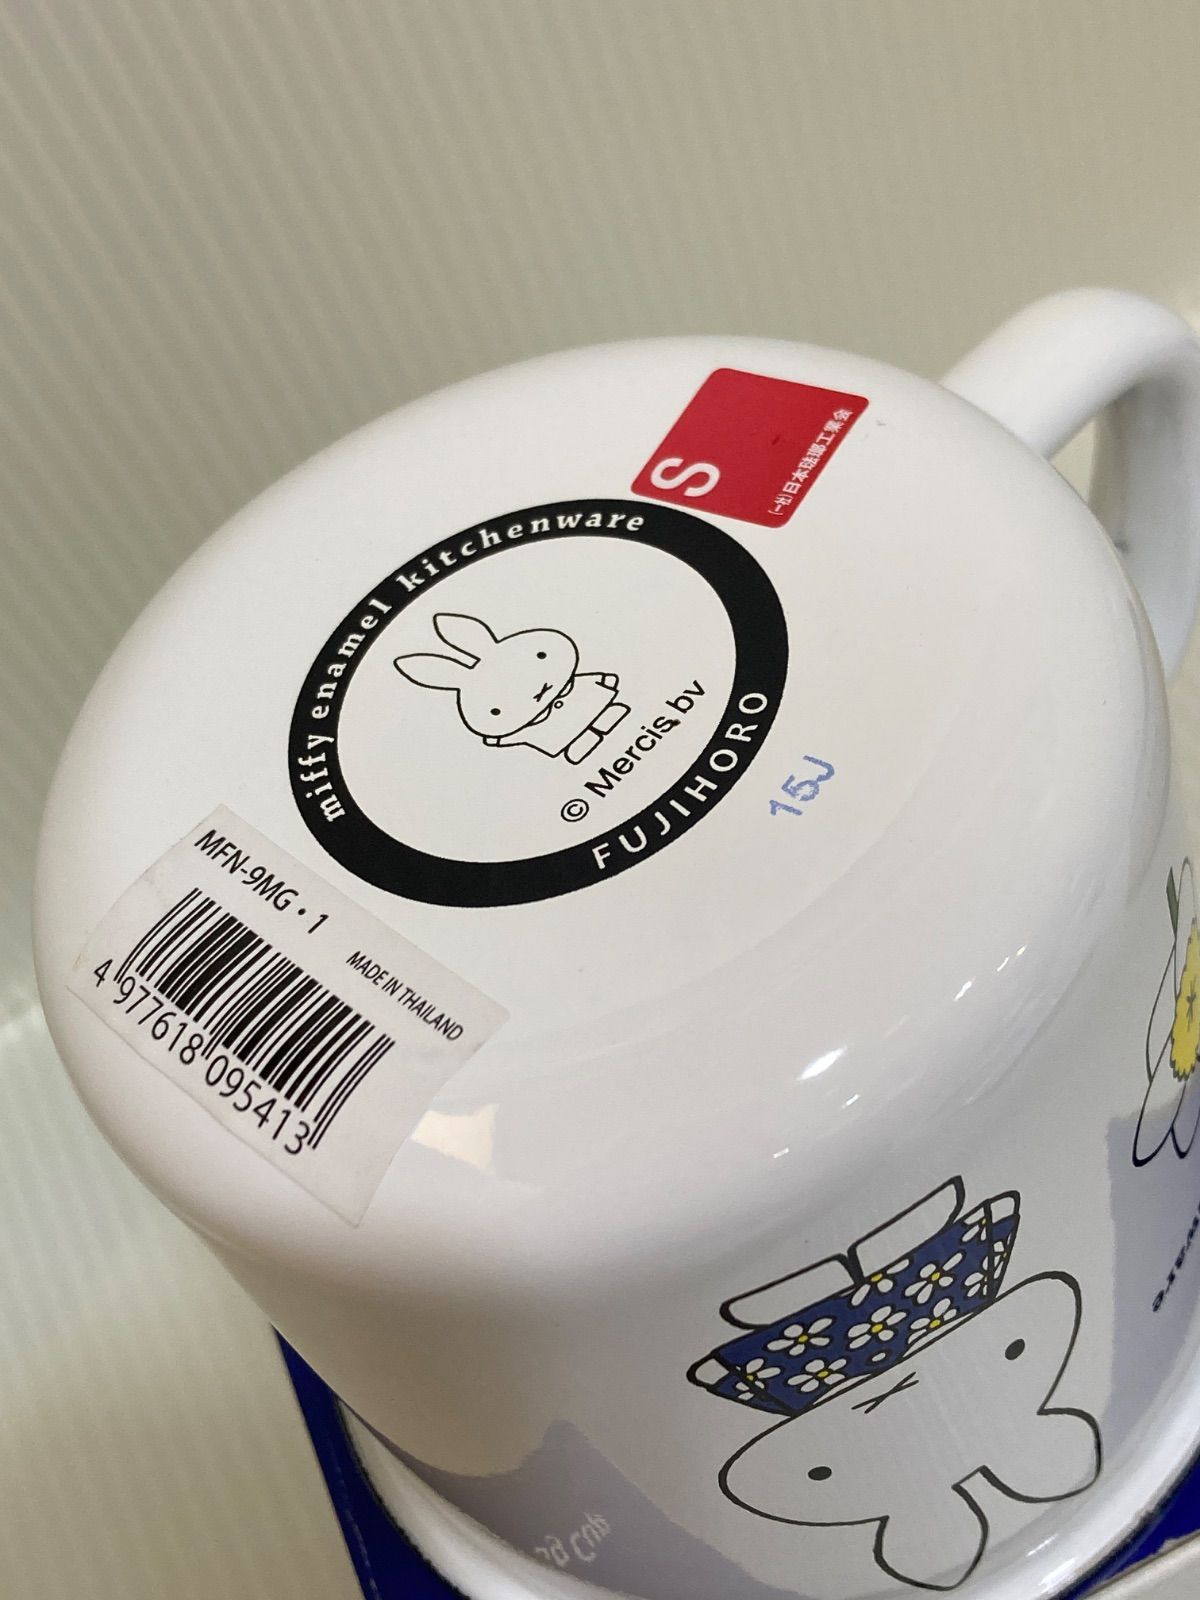 S
(一社)日本琺瑯工業会
miffy enamel kitchenware
© Mercis bv
FUJIHORO
15J
MFN-9MG・1
MADE IN THAILAND
4 977618 095413